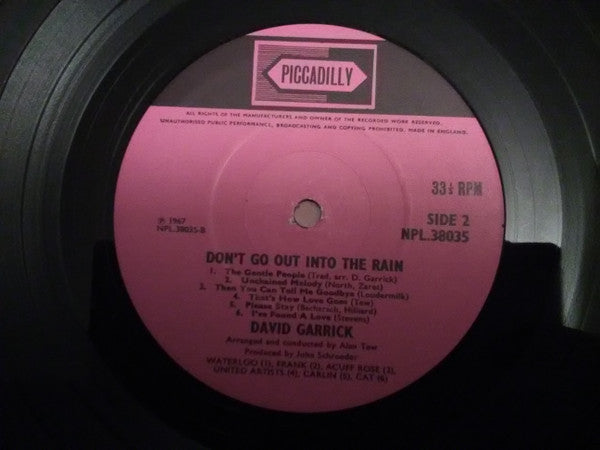 PICCADILLY
ALL RIGHTS OF THE MANUFACTURERS AND OWNER OF THE RECORDED WORK RESERVED.
UNAUTHORISED PUBLIC PERFORMANCE, BROADCASTING AND COPYING PROHIBITED. MADE IN ENGLAND.
33⅓ RPM
℗ 1967
NPL.38035-B
SIDE 2
NPL.38035
DON'T GO OUT INTO THE RAIN
1. The Gentle People (Trad. arr. D. Garrick)
2. Unchained Melody (North, Zaret)
3. Then You Can Tell Me Goodbye (Loudermilk)
4. That's How Love Goes (Tew)
5. Please Stay (Bacharach, Hilliard)
6. I've Found A Love (Stevens)
DAVID GARRICK
Arranged and conducted by Alan Tew
Produced by John Schroeder
WATERLGO (1), FRANK (2), ACUFF ROSE (3),
UNITED ARTISTS (4), CARLIN (5), CAT (6)